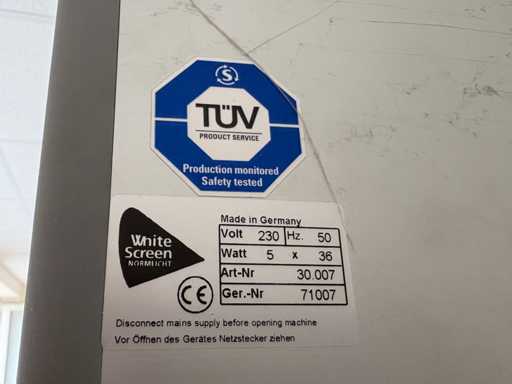 S
TÜV
PRODUCT SERVICE
Production monitored
Safety tested
White
Screen
NORMLICHT
CE
Made in Germany
Volt 230 Hz. 50
Watt 5 x 36
Art-Nr 30.007
Ger.-Nr 71007
Disconnect mains supply before opening machine
Vor Öffnen des Gerätes Netzstecker ziehen